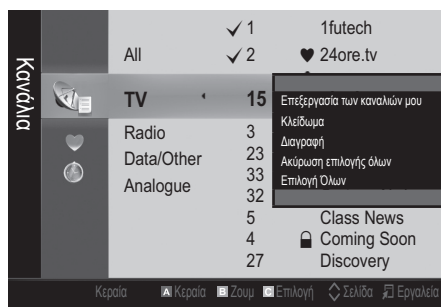 Κανάλια
✓ 1 1futech
All ✓ 2 ♥ 24ore.tv
TV 15
Επεξεργασία των καναλιών μου
Κλείδωμα
Διαγραφή
Ακύρωση επιλογής όλων
Επιλογή Όλων
Radio 3
Data/Other 23
Analogue 33
32
5 Class News
4 Coming Soon
27 Discovery
Κεραία A Κεραία B Ζουμ C Επιλογή Σελίδα Εργαλεία